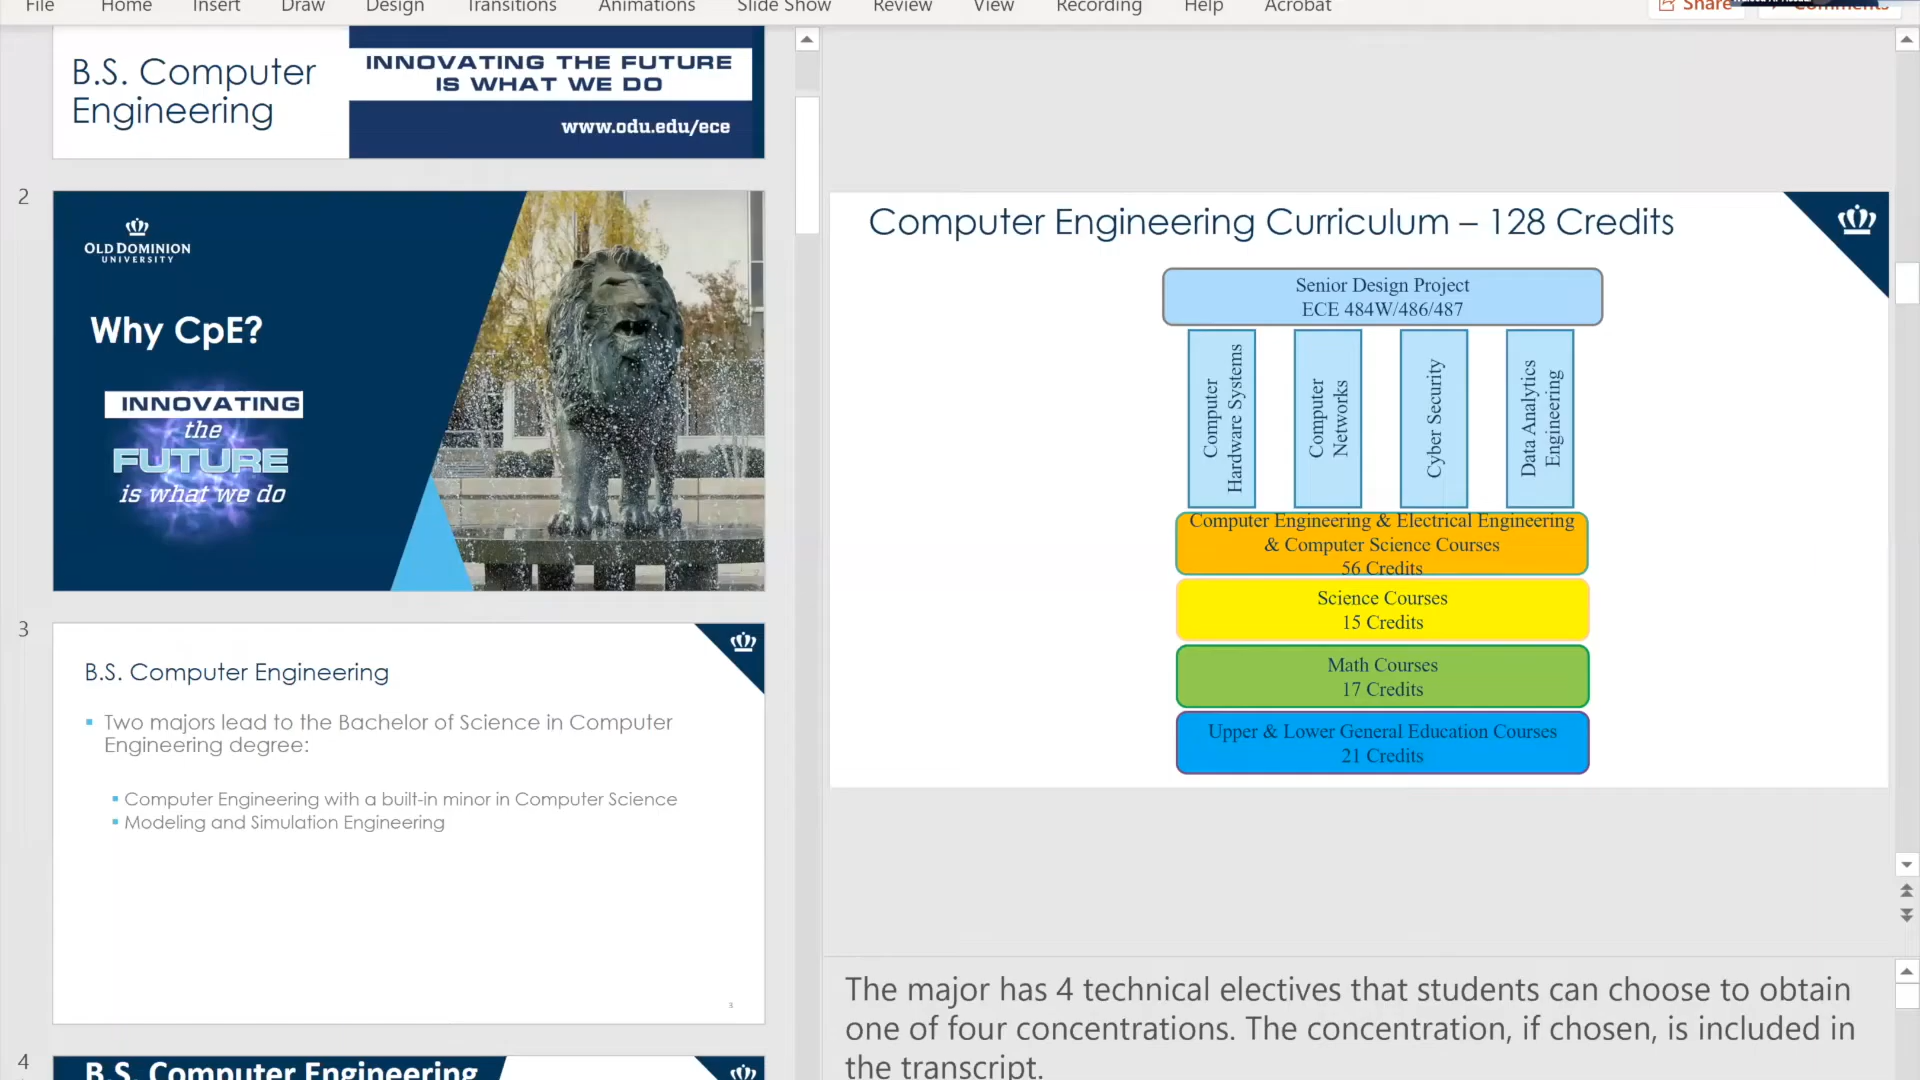 File Home Insert Draw Design Transitions Animations Slide Show Review View Recording Help Acrobat Share Comments
B.S. Computer
Engineering
INNOVATING THE FUTURE
IS WHAT WE DO
www.odu.edu/ece
2
OLD DOMINION
UNIVERSITY
Why CpE?
INNOVATING
the
FUTURE
is what we do
3
B.S. Computer Engineering
Two majors lead to the Bachelor of Science in Computer
Engineering degree:
Computer Engineering with a built-in minor in Computer Science
Modeling and Simulation Engineering
3
4
B.S. Computer Engineering
Computer Engineering Curriculum – 128 Credits
Senior Design Project
ECE 484W/486/487
Computer
Hardware Systems
Computer
Networks
Cyber Security
Data Analytics
Engineering
Computer Engineering & Electrical Engineering
& Computer Science Courses
56 Credits
Science Courses
15 Credits
Math Courses
17 Credits
Upper & Lower General Education Courses
21 Credits
The major has 4 technical electives that students can choose to obtain
one of four concentrations. The concentration, if chosen, is included in
the transcript.